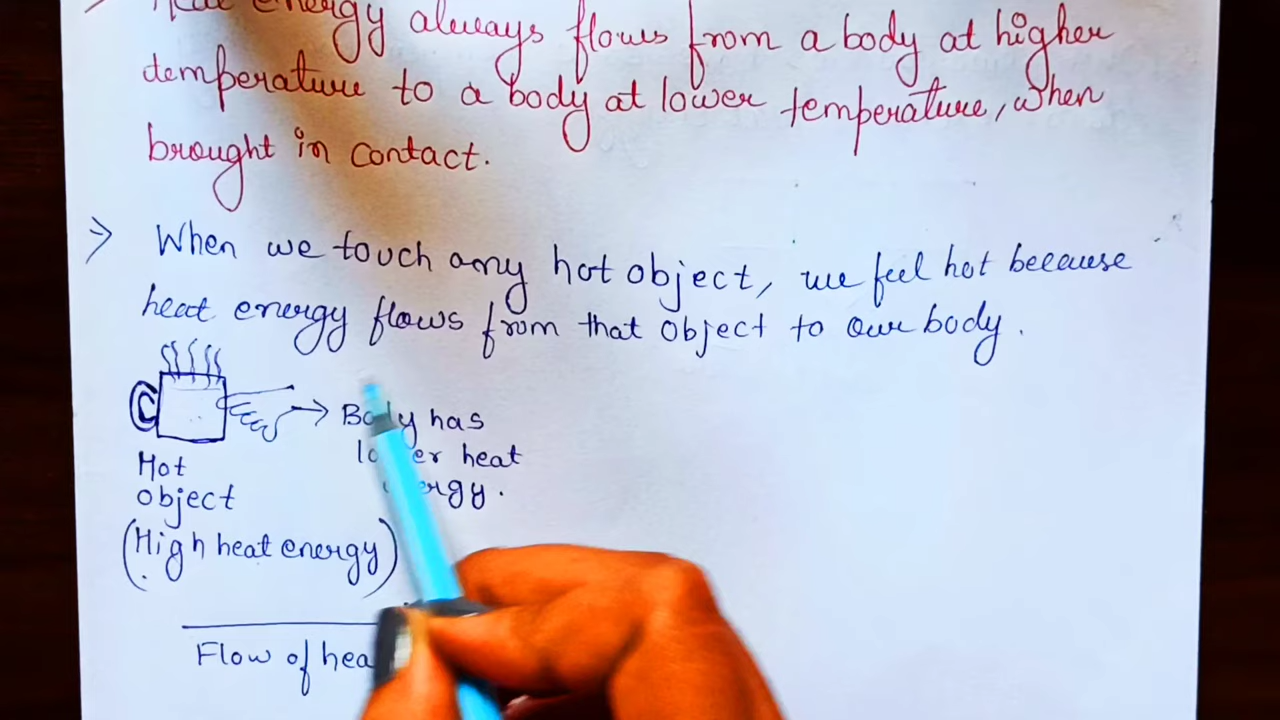 Heat energy always flows from a body at higher
temperature to a body at lower temperature, when
brought in contact.
> When we touch any hot object, we feel hot because
heat energy flows from that object to our body.
→ Body has
heat
Hot
object
(High heat energy)
Flow of